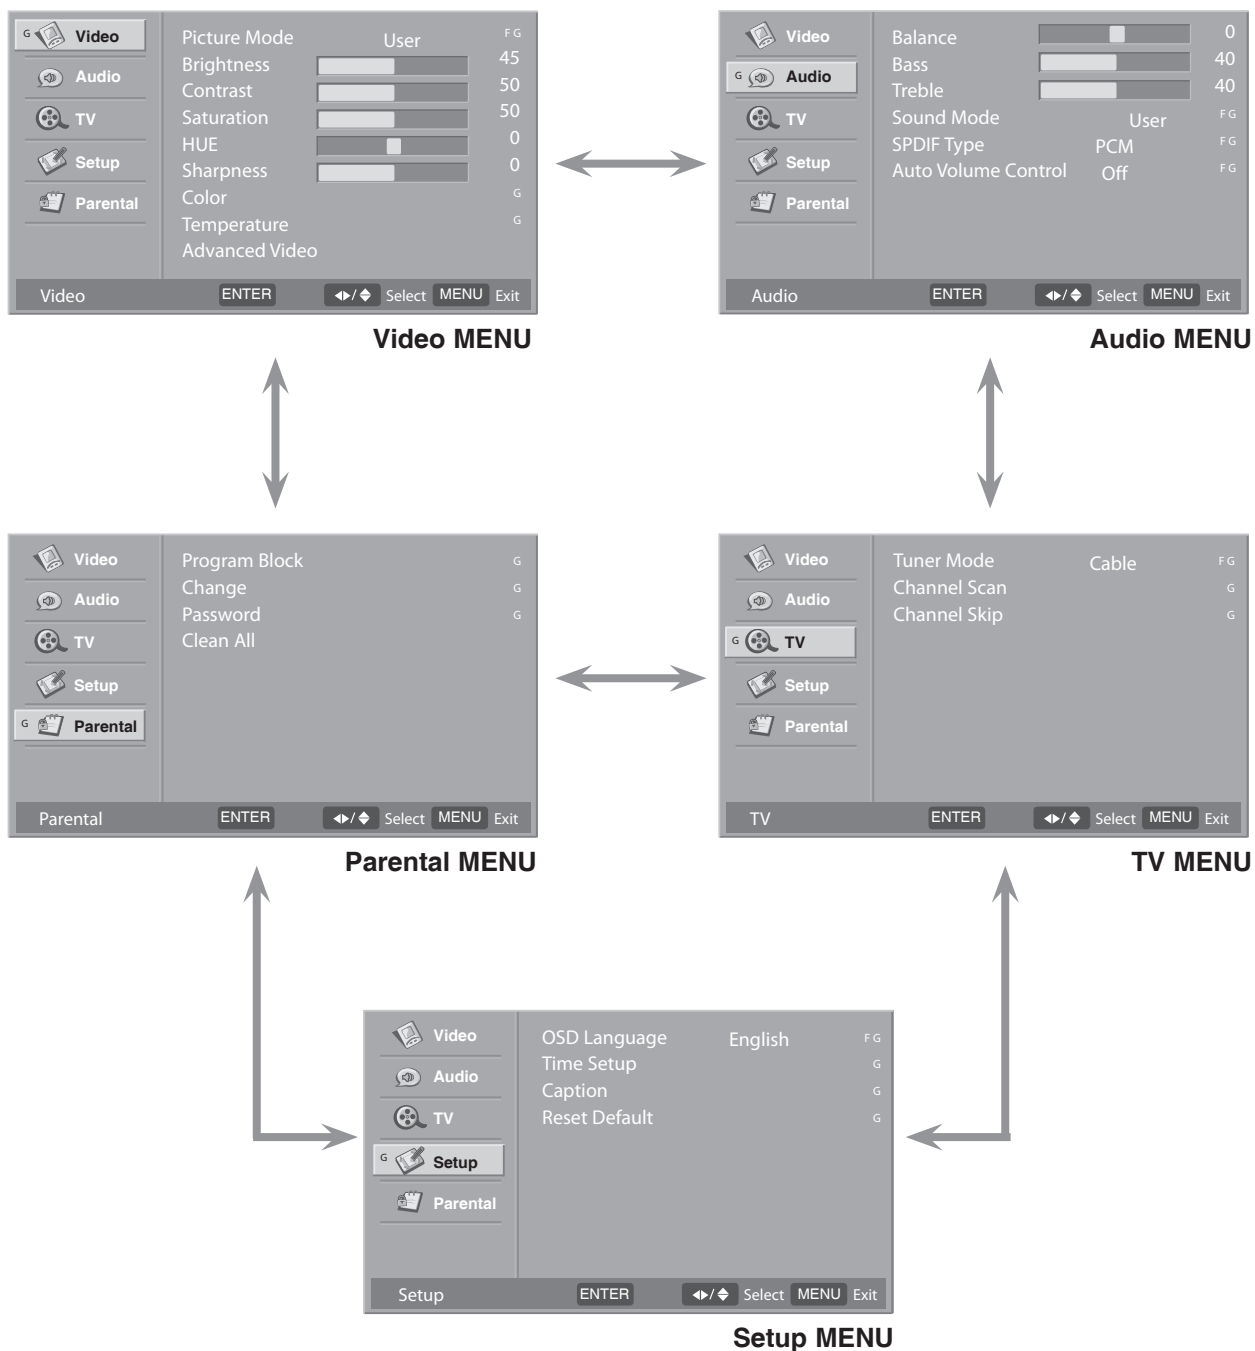 G Video
Audio
TV
Setup
Parental
Picture Mode User F G
Brightness 45
Contrast 50
Saturation 50
HUE 0
Sharpness 0
Color G
Temperature G
Advanced Video
Video ENTER / Select MENU Exit
Video MENU
Video
G Audio
TV
Setup
Parental
Balance 0
Bass 40
Treble 40
Sound Mode User F G
SPDIF Type PCM F G
Auto Volume Control Off F G
Audio ENTER / Select MENU Exit
Audio MENU
Video
Audio
TV
Setup
G Parental
Program Block G
Change G
Password G
Clean All
Parental ENTER / Select MENU Exit
Parental MENU
Video
Audio
G TV
Setup
Parental
Tuner Mode Cable F G
Channel Scan G
Channel Skip G
TV ENTER / Select MENU Exit
TV MENU
Video
Audio
TV
G Setup
Parental
OSD Language English F G
Time Setup G
Caption G
Reset Default G
Setup ENTER / Select MENU Exit
Setup MENU